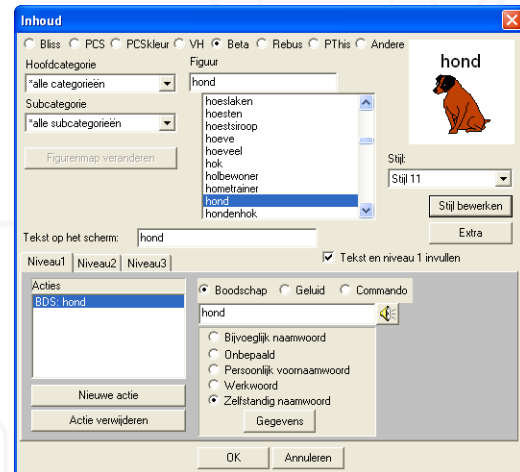 Inhoud
Bliss PCS PCSkleur VH Beta Rebus PThis Andere
Hoofdcategorie
*alle categorieën
Subcategorie
*alle subcategorieën
Figurenmap veranderen
Figuur
hond
hoeslaken
hoesten
hoestsiroop
hoeve
hoeveel
hok
holbewoner
hometrainer
hond
hondenhok
hond
Stijl:
Stijl 11
Stijl bewerken
Extra
Tekst op het scherm: hond
Tekst en niveau 1 invullen
Niveau1 Niveau2 Niveau3
Acties
BDS: hond
Nieuwe actie
Actie verwijderen
Boodschap Geluid Commando
hond
Bijvoeglijk naamwoord
Onbepaald
Persoonlijk voornaamwoord
Werkwoord
Zelfstandig naamwoord
Gegevens
OK Annuleren